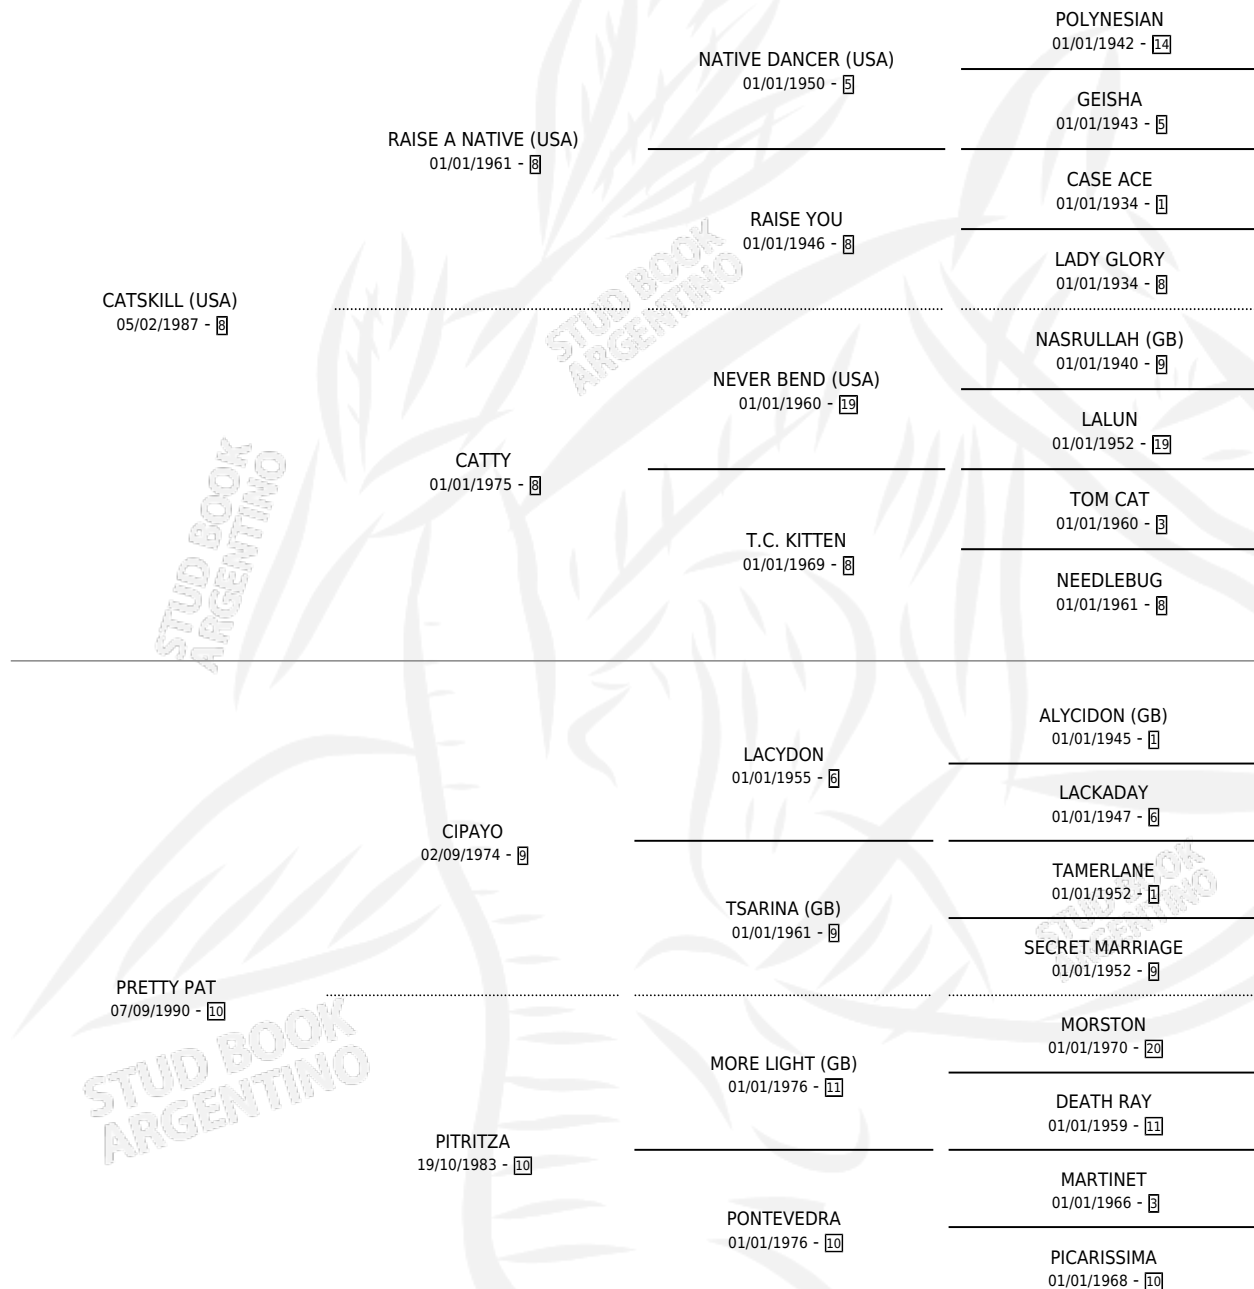 CATSKILL (USA)
05/02/1987 - 8
RAISE A NATIVE (USA)
01/01/1961 - 8
NATIVE DANCER (USA)
01/01/1950 - 5
POLYNESIAN
01/01/1942 - 14
GEISHA
01/01/1943 - 5
RAISE YOU
01/01/1946 - 8
CASE ACE
01/01/1934 - 1
LADY GLORY
01/01/1934 - 8
CATTY
01/01/1975 - 8
NEVER BEND (USA)
01/01/1960 - 19
NASRULLAH (GB)
01/01/1940 - 9
LALUN
01/01/1952 - 19
T.C. KITTEN
01/01/1969 - 8
TOM CAT
01/01/1960 - 3
NEEDLEBUG
01/01/1961 - 8
PRETTY PAT
07/09/1990 - 10
CIPAYO
02/09/1974 - 9
LACYDON
01/01/1955 - 6
ALYCIDON (GB)
01/01/1945 - 1
LACKADAY
01/01/1947 - 6
TSARINA (GB)
01/01/1961 - 9
TAMERLANE
01/01/1952 - 1
SECRET MARRIAGE
01/01/1952 - 9
PITRITZA
19/10/1983 - 10
MORE LIGHT (GB)
01/01/1976 - 11
MORSTON
01/01/1970 - 20
DEATH RAY
01/01/1959 - 11
PONTEVEDRA
01/01/1976 - 10
MARTINET
01/01/1966 - 3
PICARISSIMA
01/01/1968 - 10
STUD BOOK
ARGENTINO
STUD BOOK
ARGENTINO
STUD BOOK
ARGENTINO
STUD BOOK
ARGENTINO